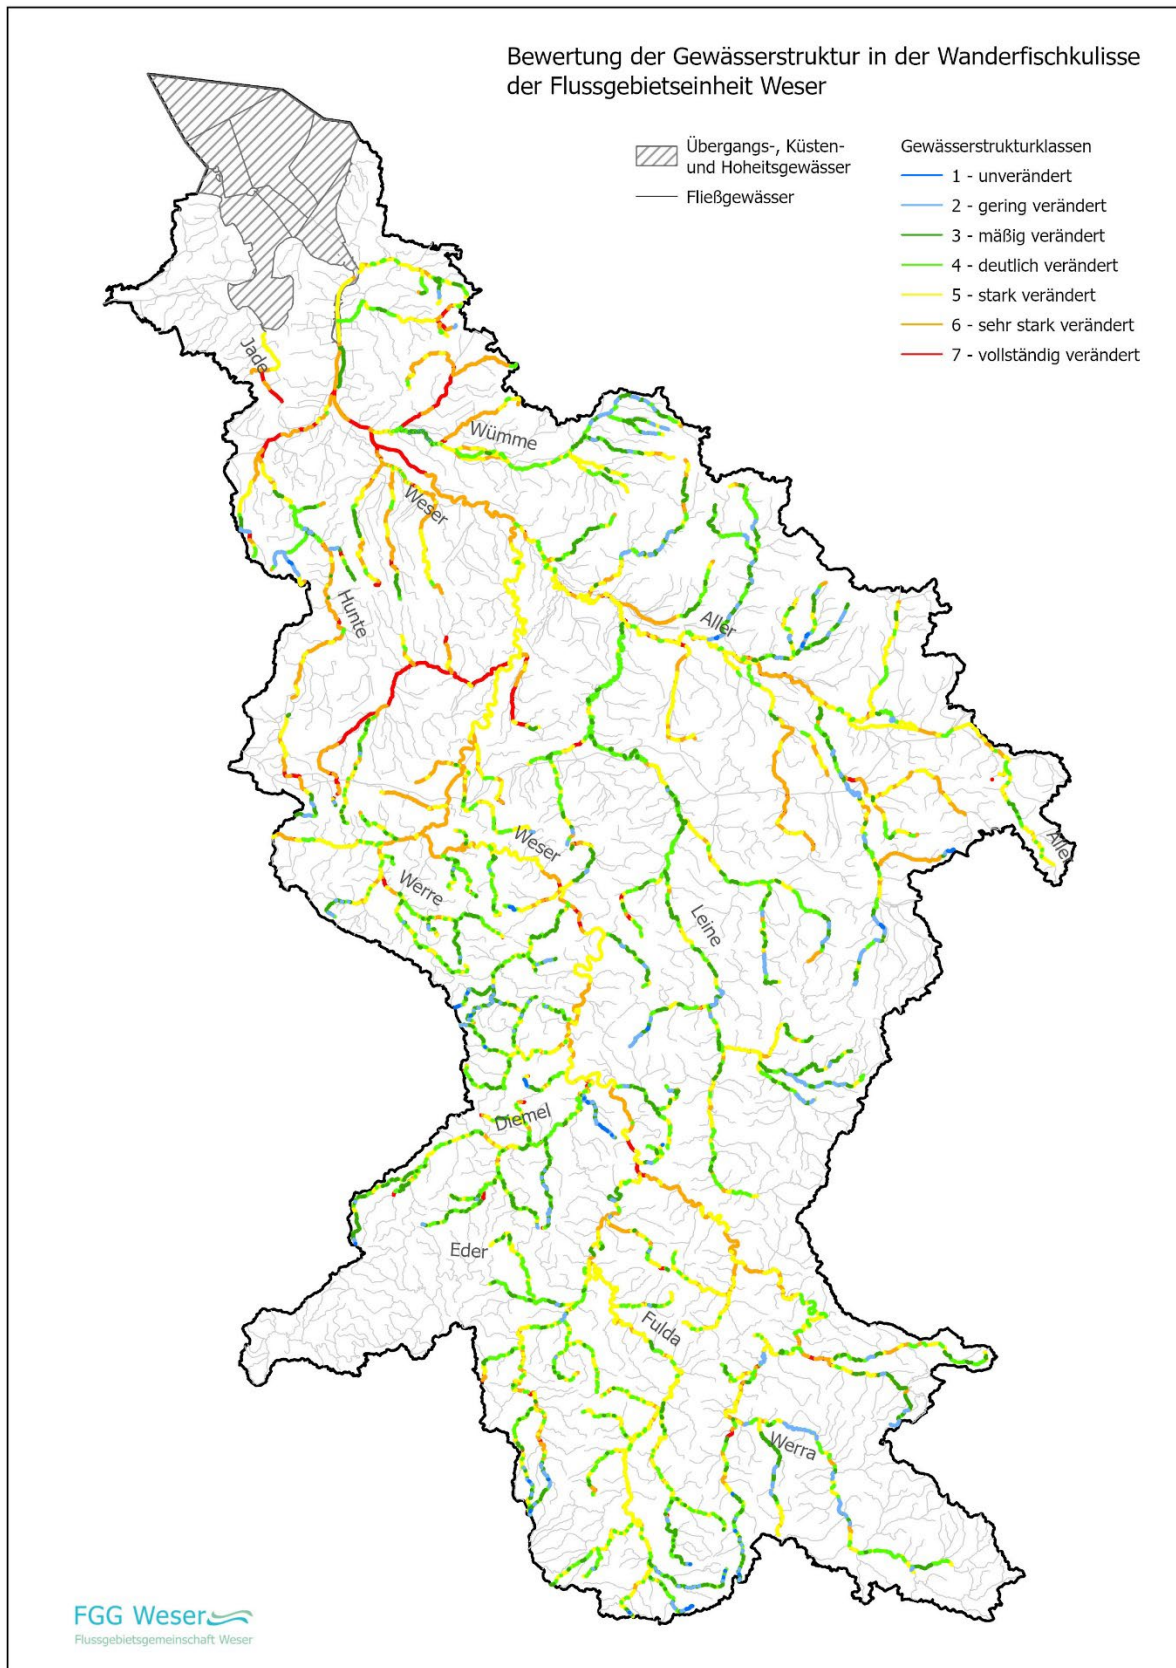 Bewertung der Gewässerstruktur in der Wanderfischkulisse
der Flussgebietseinheit Weser
Übergangs-, Küsten-
und Hoheitsgewässer
Fließgewässer
Gewässerstrukturklassen
1 - unverändert
2 - gering verändert
3 - mäßig verändert
4 - deutlich verändert
5 - stark verändert
6 - sehr stark verändert
7 - vollständig verändert
Jade
Wümme
Weser
Hunte
Aller
Weser
Aller
Werre
Leine
Diemel
Eder
Fulda
Werra
FGG Weser
Flussgebietsgemeinschaft Weser